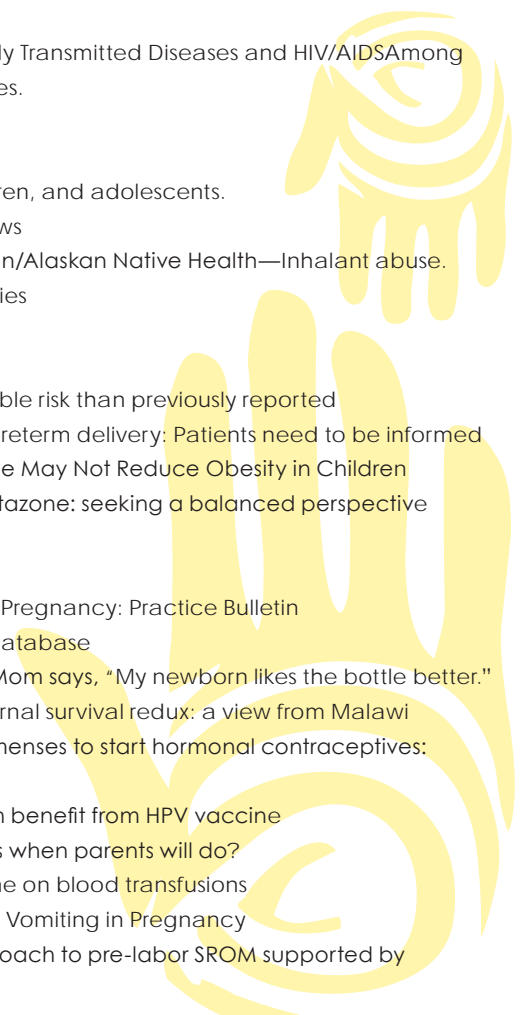 ly Transmitted Diseases and HIV/AIDSAmong
es.
ren, and adolescents.
ws
n/Alaskan Native Health—Inhalant abuse.
ies
ble risk than previously reported
reterm delivery: Patients need to be informed
e May Not Reduce Obesity in Children
tazone: seeking a balanced perspective
Pregnancy: Practice Bulletin
atabase
Mom says, “My newborn likes the bottle better.”
rnal survival redux: a view from Malawi
menses to start hormonal contraceptives:
n benefit from HPV vaccine
s when parents will do?
ne on blood transfusions
Vomiting in Pregnancy
oach to pre-labor SROM supported by